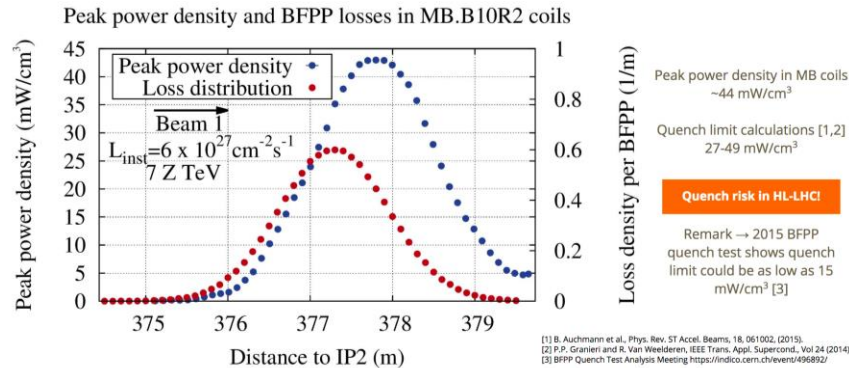 Peak power density and BFPP losses in MB.B10R2 coils
Peak power density (mW/cm³)
45
40
35
30
25
20
15
10
5
0
Peak power density
Loss distribution
Beam 1
L_inst=6 x 10²⁷cm⁻²s⁻¹
7 Z TeV
1
0.8
0.6
0.4
0.2
0
Loss density per BFPP (1/m)
375 376 377 378 379
Distance to IP2 (m)
Peak power density in MB coils
~44 mW/cm³
Quench limit calculations [1,2]
27-49 mW/cm³
Quench risk in HL-LHC!
Remark → 2015 BFPP
quench test shows quench
limit could be as low as 15
mW/cm³ [3]
[1] B. Auchmann et al., Phys. Rev. ST Accel. Beams, 18, 061002, (2015).
[2] P.P. Granieri and R. Van Weelderen, IEEE Trans. Appl. Supercond., Vol 24 (2014)
[3] BFPP Quench Test Analysis Meeting https://indico.cern.ch/event/496892/